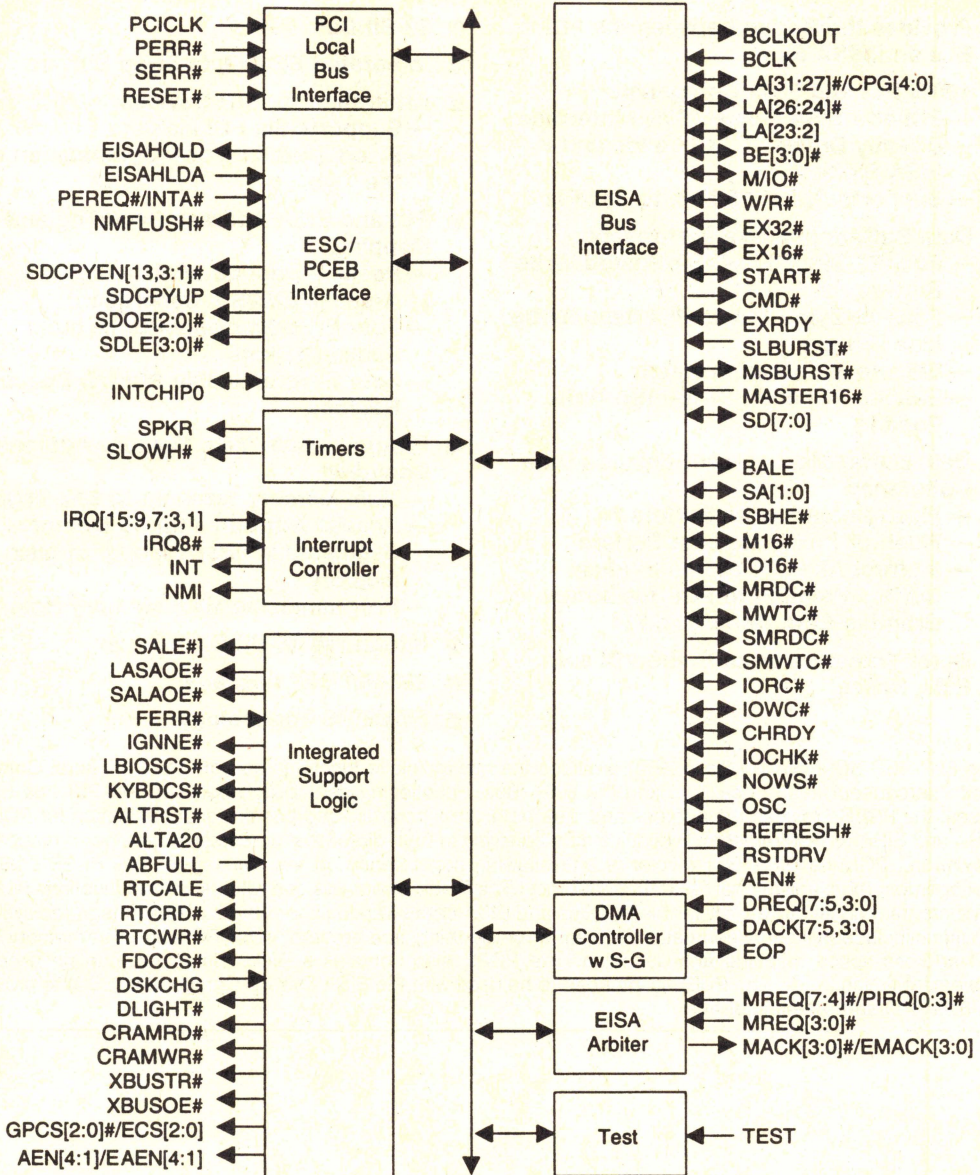 PCICLK
PERR#
SERR#
RESET#
PCI
Local
Bus
Interface
EISAHOLD
EISAHLDA
PEREQ#/INTA#
NMFLUSH#
SDCPYEN[13,3:1]#
SDCPYUP
SDOE[2:0]#
SDLE[3:0]#
INTCHIP0
ESC/
PCEB
Interface
SPKR
SLOWH#
Timers
IRQ[15:9,7:3,1]
IRQ8#
INT
NMI
Interrupt
Controller
SALE#]
LASAOE#
SALAOE#
FERR#
IGNNE#
LBIOSCS#
KYBDCS#
ALTRST#
ALTA20
ABFULL
RTCALE
RTCRD#
RTCWR#
FDCCS#
DSKCHG
DLIGHT#
CRAMRD#
CRAMWR#
XBUSTR#
XBUSOE#
GPCS[2:0]#/ECS[2:0]
AEN[4:1]/EAEN[4:1]
Integrated
Support
Logic
EISA
Bus
Interface
BCLKOUT
BCLK
LA[31:27]#/CPG[4:0]
LA[26:24]#
LA[23:2]
BE[3:0]#
M/IO#
W/R#
EX32#
EX16#
START#
CMD#
EXRDY
SLBURST#
MSBURST#
MASTER16#
SD[7:0]
BALE
SA[1:0]
SBHE#
M16#
IO16#
MRDC#
MWTC#
SMRDC#
SMWTC#
IORC#
IOWC#
CHRDY
IOCHK#
NOWS#
OSC
REFRESH#
RSTDRV
AEN#
DMA
Controller
w S-G
DREQ[7:5,3:0]
DACK[7:5,3:0]
EOP
EISA
Arbiter
MREQ[7:4]#/PIRQ[0:3]#
MREQ[3:0]#
MACK[3:0]#/EMACK[3:0]
Test
TEST